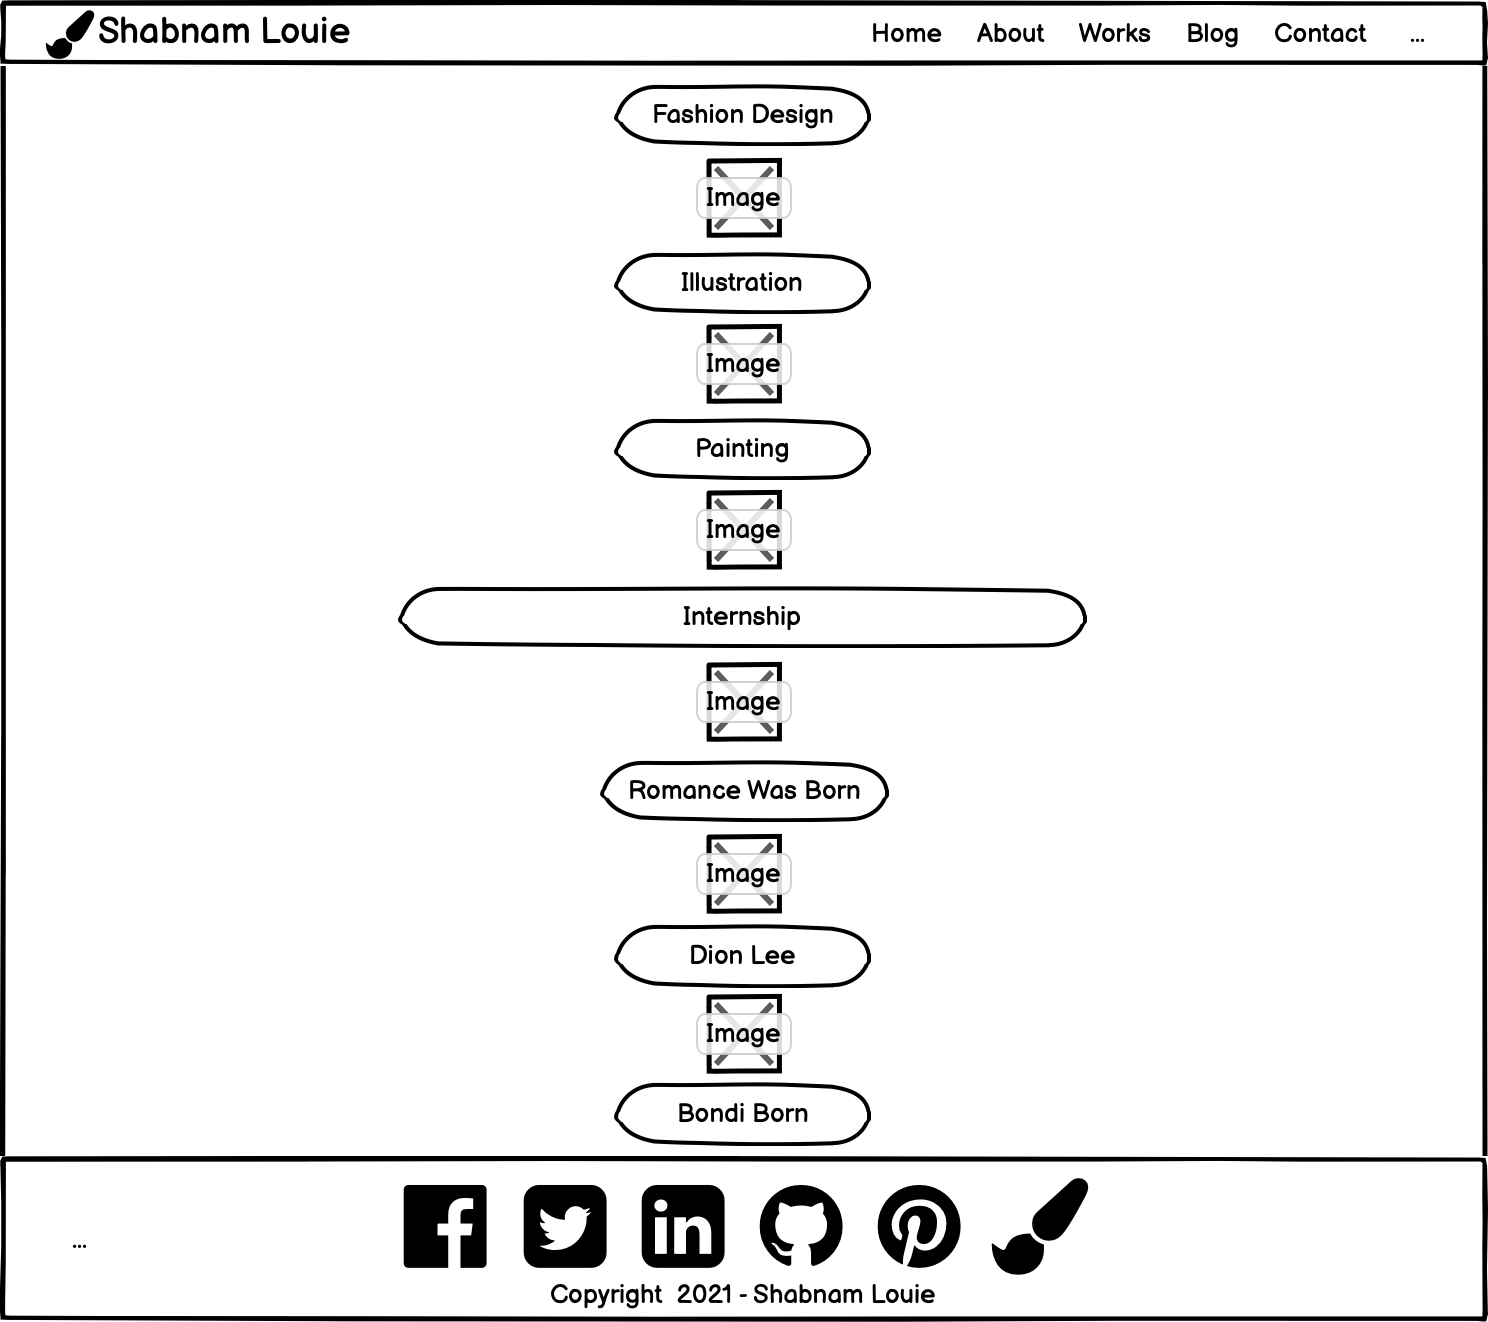 Shabnam Louie
Home About Works Blog Contact ...
Fashion Design
Image
Illustration
Image
Painting
Image
Internship
Image
Romance Was Born
Image
Dion Lee
Image
Bondi Born
...
Copyright 2021 - Shabnam Louie